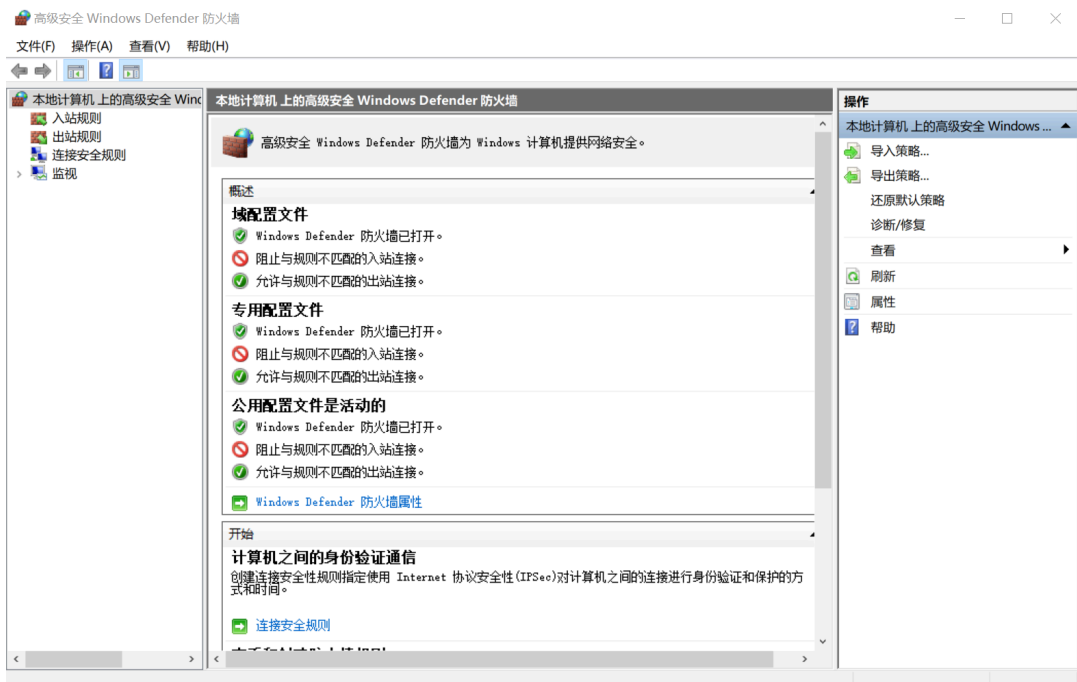 高级安全 Windows Defender 防火墙
文件(F) 操作(A) 查看(V) 帮助(H)
本地计算机 上的高级安全 Wind
入站规则
出站规则
连接安全规则
监视
本地计算机 上的高级安全 Windows Defender 防火墙
高级安全 Windows Defender 防火墙为 Windows 计算机提供网络安全。
概述
域配置文件
Windows Defender 防火墙已打开。
阻止与规则不匹配的入站连接。
允许与规则不匹配的出站连接。
专用配置文件
Windows Defender 防火墙已打开。
阻止与规则不匹配的入站连接。
允许与规则不匹配的出站连接。
公用配置文件是活动的
Windows Defender 防火墙已打开。
阻止与规则不匹配的入站连接。
允许与规则不匹配的出站连接。
Windows Defender 防火墙属性
开始
计算机之间的身份验证通信
创建连接安全性规则指定使用 Internet 协议安全性(IPSec)对计算机之间的连接进行身份验证和保护的方
式和时间。
连接安全规则
操作
本地计算机 上的高级安全 Windows ...
导入策略...
导出策略...
还原默认策略
诊断/修复
查看
刷新
属性
帮助